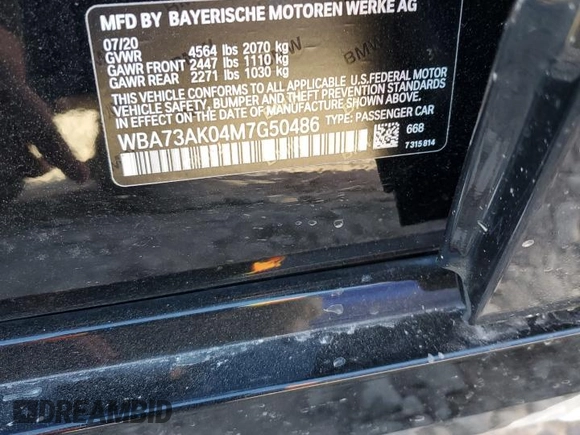 MFD BY BAYERISCHE MOTOREN WERKE AG
07/20
GVWR 4564 lbs 2070 kg
GAWR FRONT 2447 lbs 1110 kg
GAWR REAR 2271 lbs 1030 kg
THIS VEHICLE CONFORMS TO ALL APPLICABLE U.S.FEDERAL MOTOR
VEHICLE SAFETY, BUMPER AND THEFT PREVENTION STANDARDS IN
EFFECT ON THE DATE OF MANUFACTURE SHOWN ABOVE.
WBA73AK04M7G50486 TYPE: PASSENGER CAR
668
7 315 814
DREAMBID